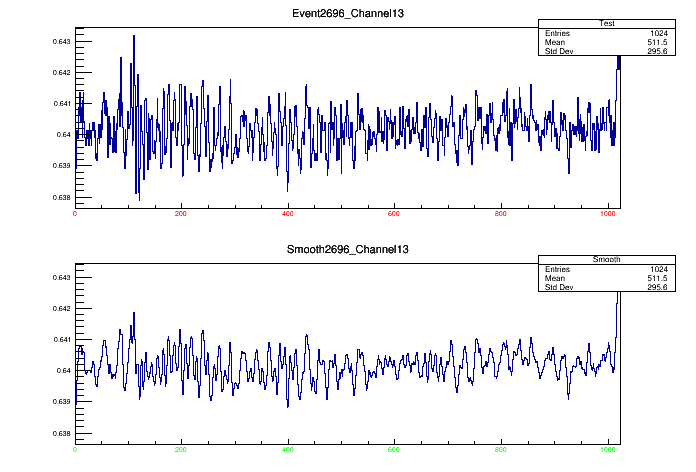 Event2696_Channel13
Test
Entries 1024
Mean 511.5
Std Dev 295.6
0.643
0.642
0.641
0.64
0.639
0.638
0 200 400 600 800 1000
Smooth2696_Channel13
Smooth
Entries 1024
Mean 511.5
Std Dev 295.6
0.643
0.642
0.641
0.64
0.639
0.638
0 200 400 600 800 1000